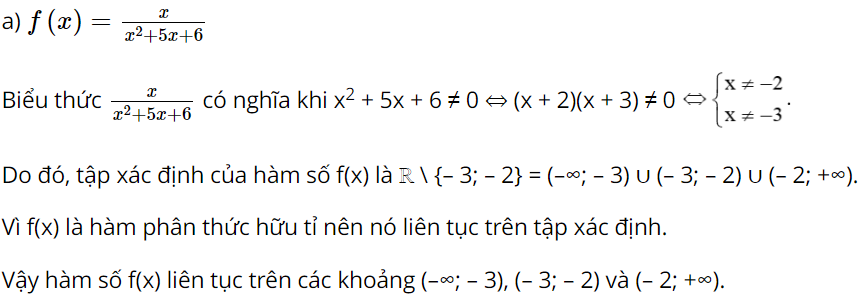 a) f(x) = x/(x²+5x+6)
Biểu thức x/(x²+5x+6) có nghĩa khi x² + 5x + 6 ≠ 0 ⇔ (x + 2)(x + 3) ≠ 0 ⇔ {x ≠ −2 x ≠ −3.
Do đó, tập xác định của hàm số f(x) là ℝ \ {– 3; – 2} = (–∞; – 3) ∪ (– 3; – 2) ∪ (– 2; +∞).
Vì f(x) là hàm phân thức hữu tỉ nên nó liên tục trên tập xác định.
Vậy hàm số f(x) liên tục trên các khoảng (–∞; – 3), (– 3; – 2) và (– 2; +∞).